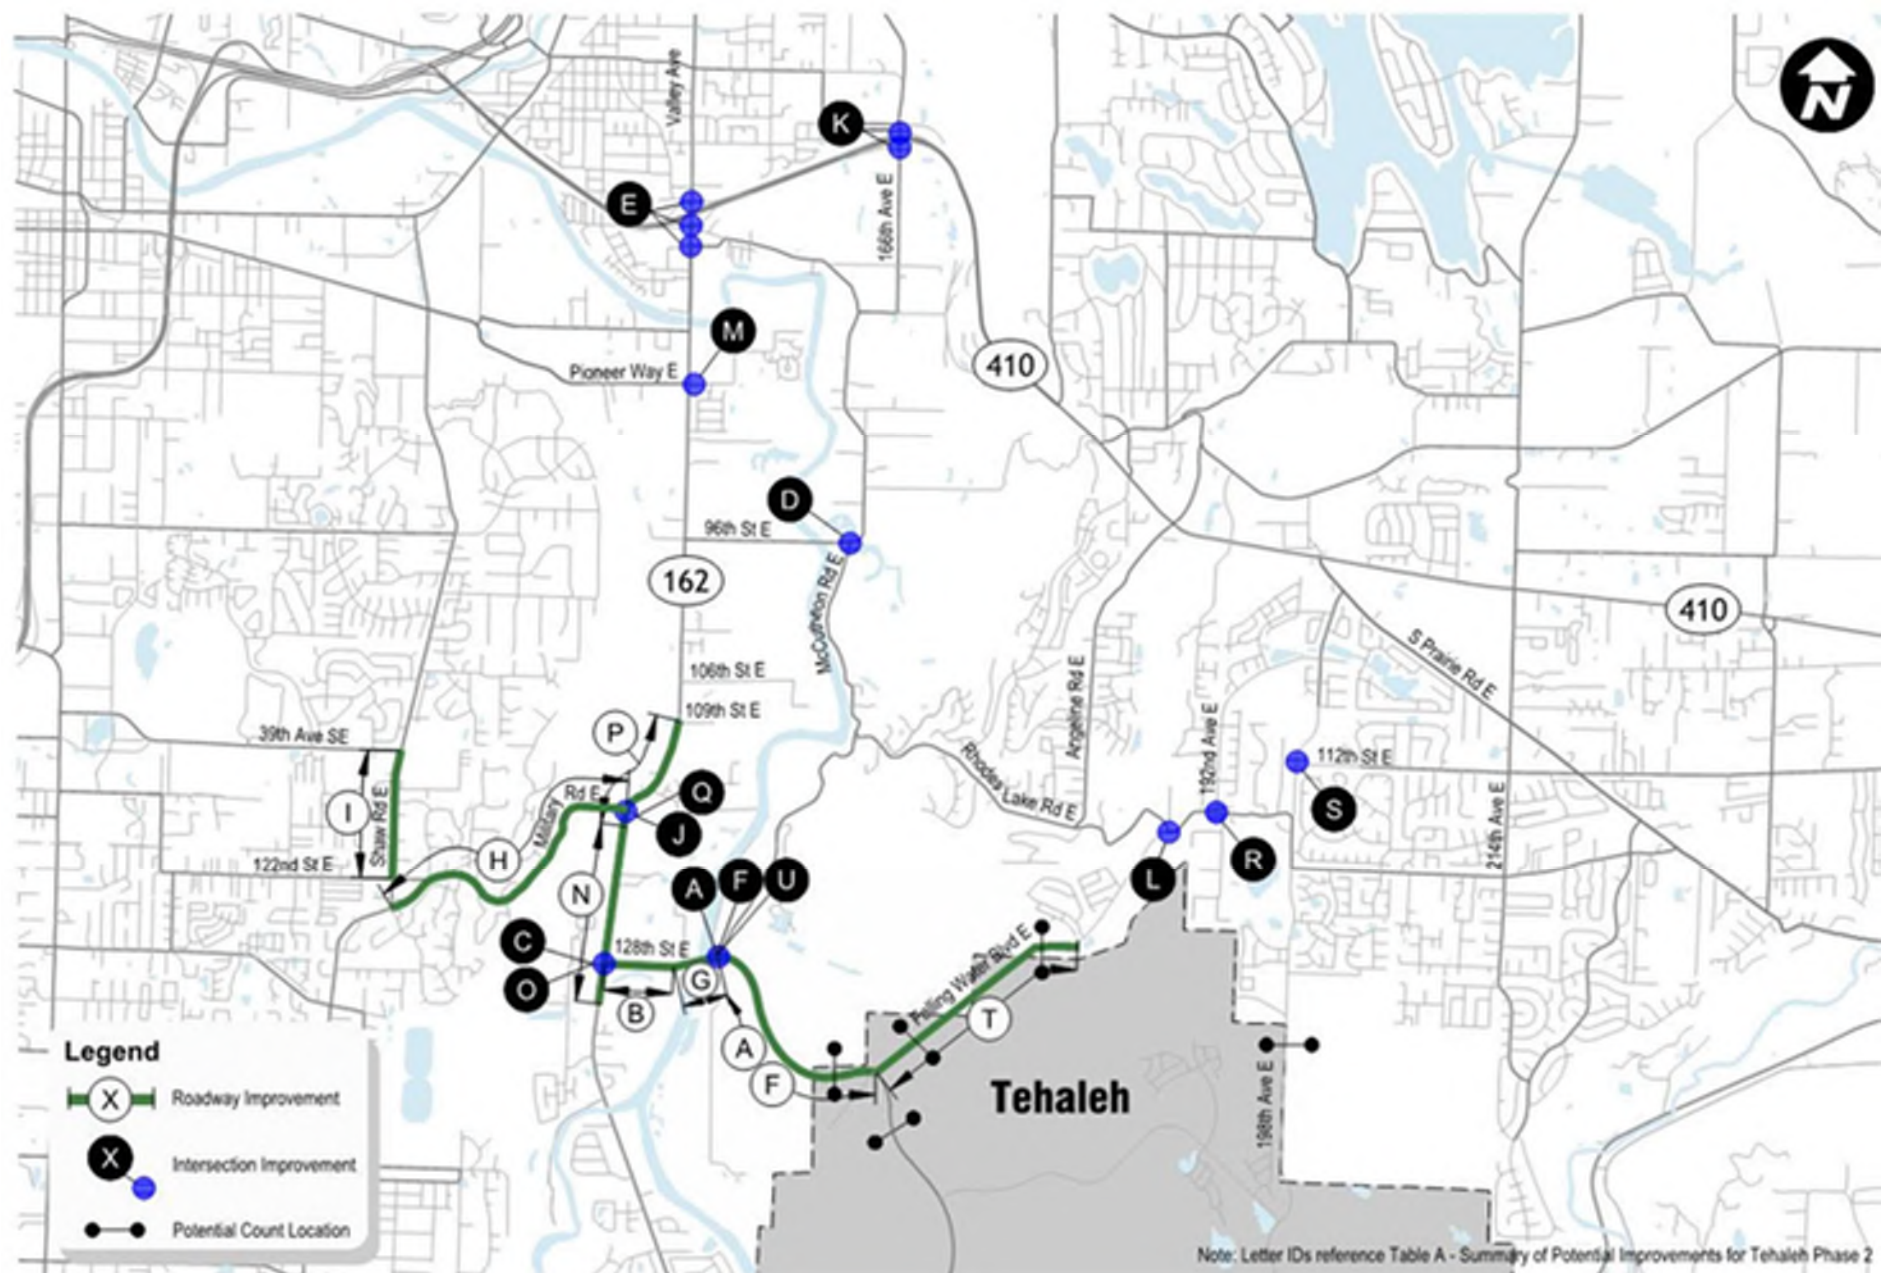 N
Valley Ave
K
E
166th Ave E
M
410
Pioneer Way E
D
96th St E
162
McCutcheon Rd E
410
S Prairie Rd E
106th St E
109th St E
P
39th Ave SE
Angeline Rd E
192nd Ave E
112th St E
Rhodes Lake Rd E
Q
Military Rd E
J
I
Shaw Rd E
S
214th Ave E
122nd St E
H
R
L
A
F
U
N
C
128th St E
O
G
B
Falling Water Blvd E
T
A
F
Tehaleh
198th Ave E
Legend
X
Roadway Improvement
X
Intersection Improvement
Potential Count Location
Note: Letter IDs reference Table A - Summary of Potential Improvements for Tehaleh Phase 2